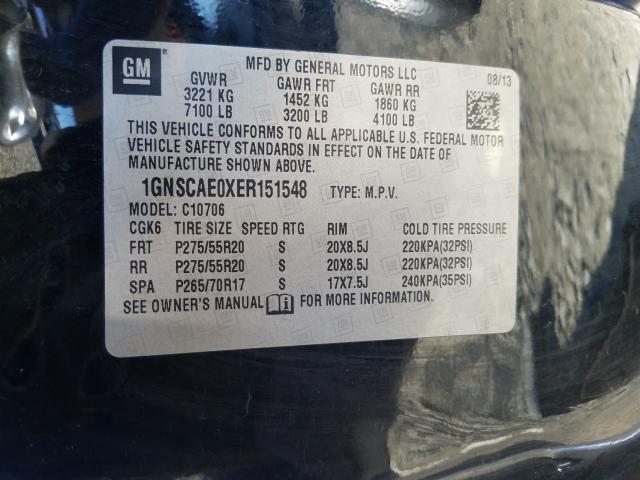 GM ®
MFD BY GENERAL MOTORS LLC 08/13
GVWR GAWR FRT GAWR RR
3221 KG 1452 KG 1860 KG
7100 LB 3200 LB 4100 LB
THIS VEHICLE CONFORMS TO ALL APPLICABLE U.S. FEDERAL MOTOR
VEHICLE SAFETY STANDARDS IN EFFECT ON THE DATE OF
MANUFACTURE SHOWN ABOVE.
1GNSCAE0XER151548 TYPE: M.P.V.
MODEL: C10706
CGK6 TIRE SIZE SPEED RTG RIM COLD TIRE PRESSURE
FRT P275/55R20 S 20X8.5J 220KPA(32PSI)
RR P275/55R20 S 20X8.5J 220KPA(32PSI)
SPA P265/70R17 S 17X7.5J 240KPA(35PSI)
SEE OWNER'S MANUAL FOR MORE INFORMATION